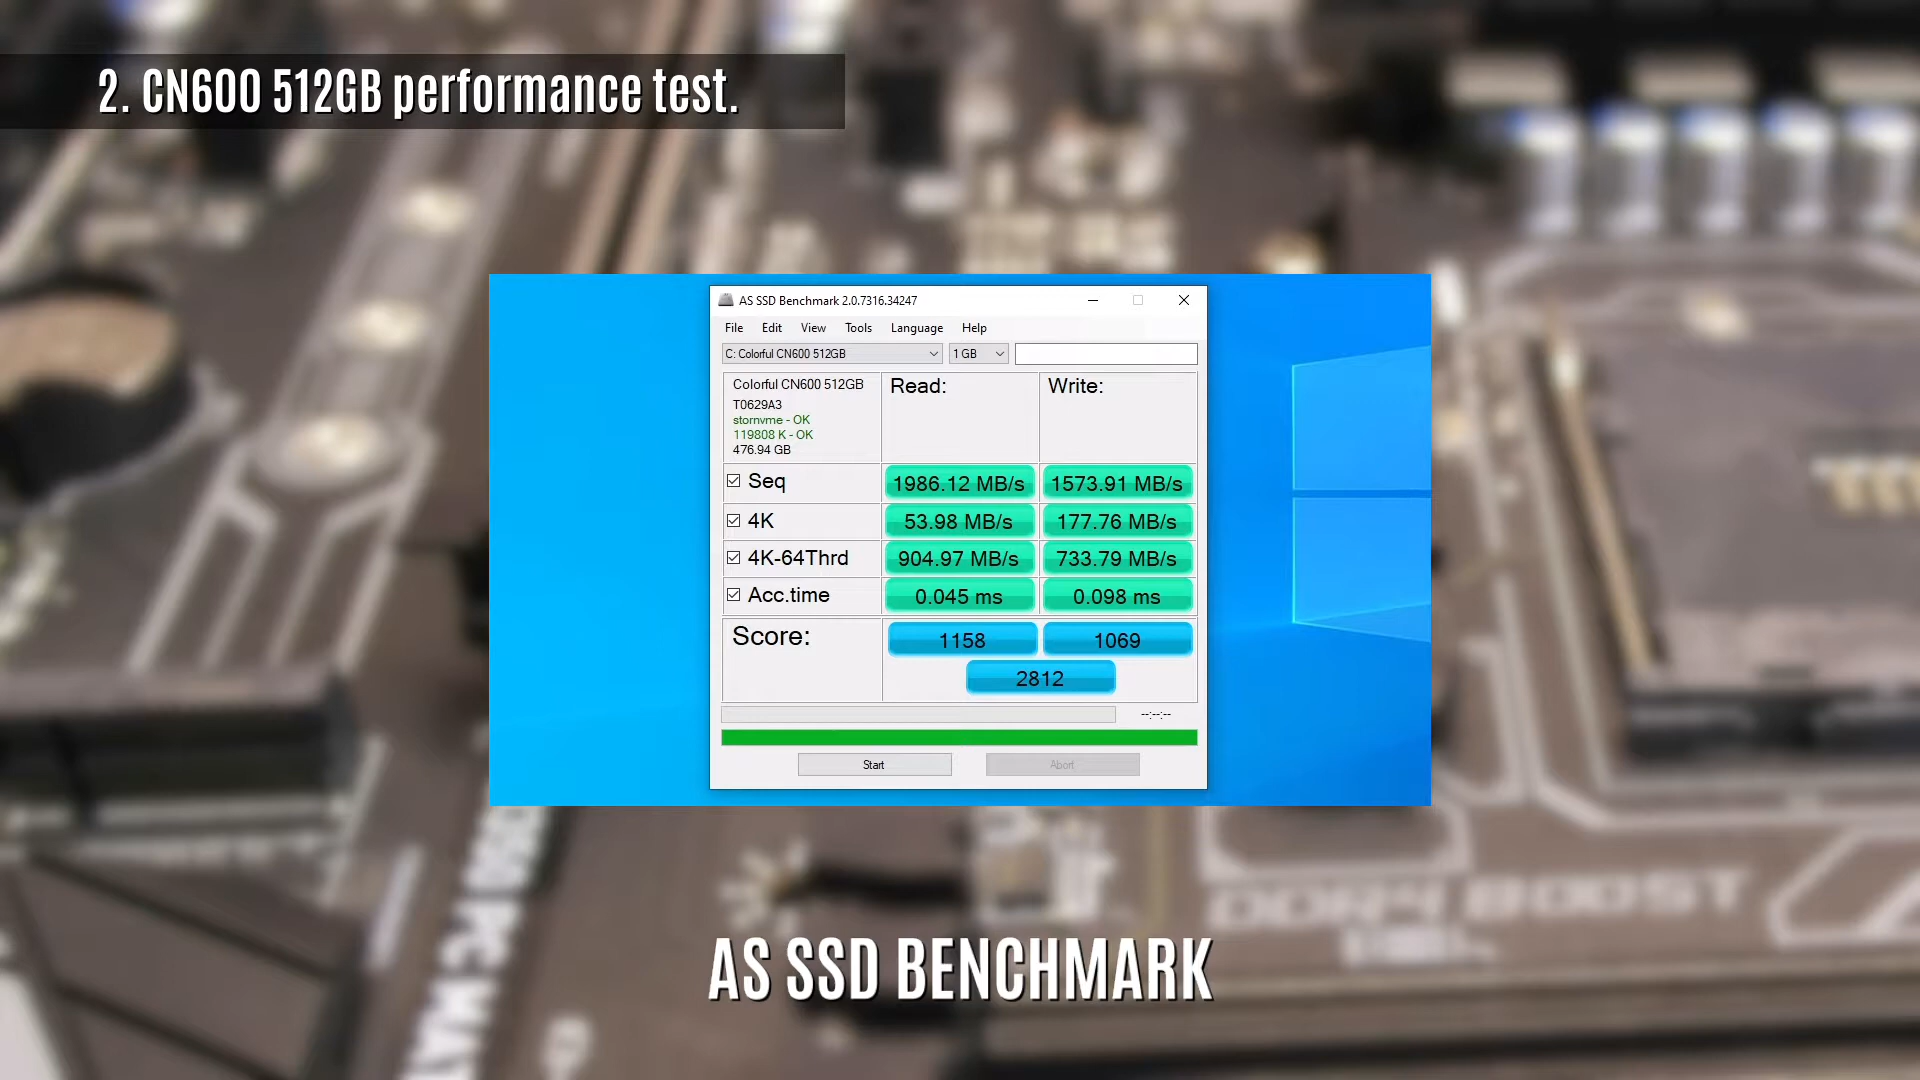 2. CN600 512GB performance test.
AS SSD Benchmark 2.0.7316.34247
File Edit View Tools Language Help
C: Colorful CN600 512GB 1 GB
Colorful CN600 512GB
T0629A3
stornvme - OK
119808 K - OK
476.94 GB
Read: Write:
Seq 1986.12 MB/s 1573.91 MB/s
4K 53.98 MB/s 177.76 MB/s
4K-64Thrd 904.97 MB/s 733.79 MB/s
Acc.time 0.045 ms 0.098 ms
Score: 1158 1069
2812
--:--:--
Start Abort
DDR4 BOOST
AS SSD BENCHMARK